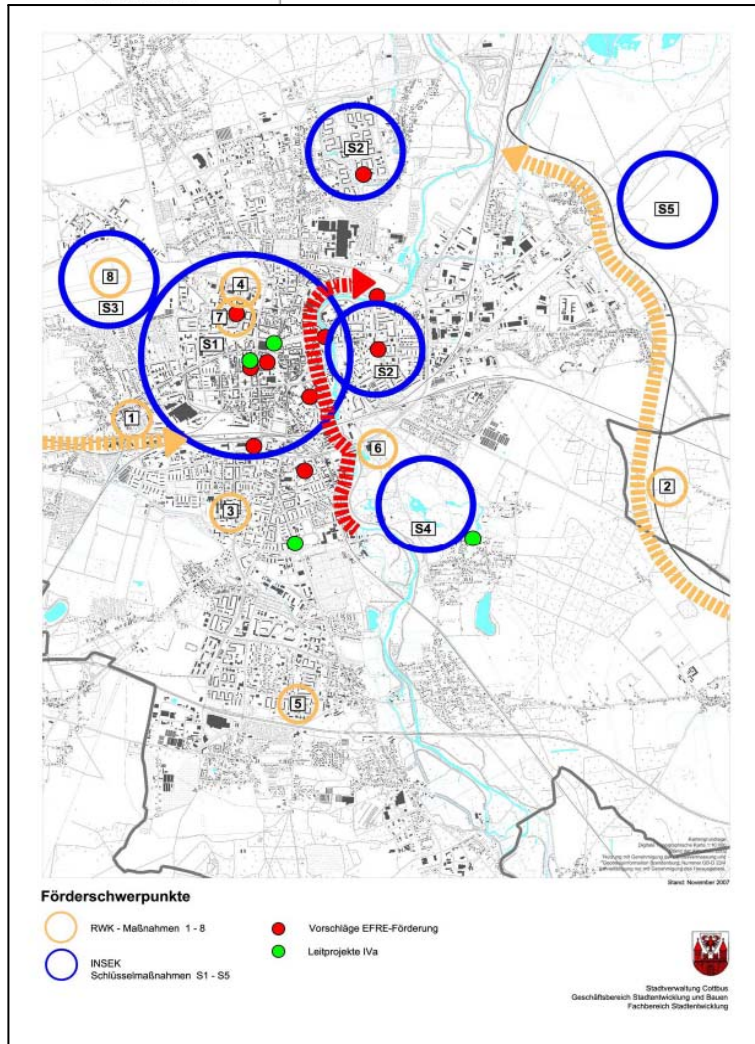 S2
S5
8
S3
4
7
S1
S2
1
6
2
3
S4
5
Stand: November 2007
Förderschwerpunkte
RWK - Maßnahmen 1 - 8
INSEK
Schlüsselmaßnahmen S1 - S5
Vorschläge EFRE-Förderung
Leitprojekte IVa
Stadtverwaltung Cottbus
Geschäftsbereich Stadtentwicklung und Bauen
Fachbereich Stadtentwicklung